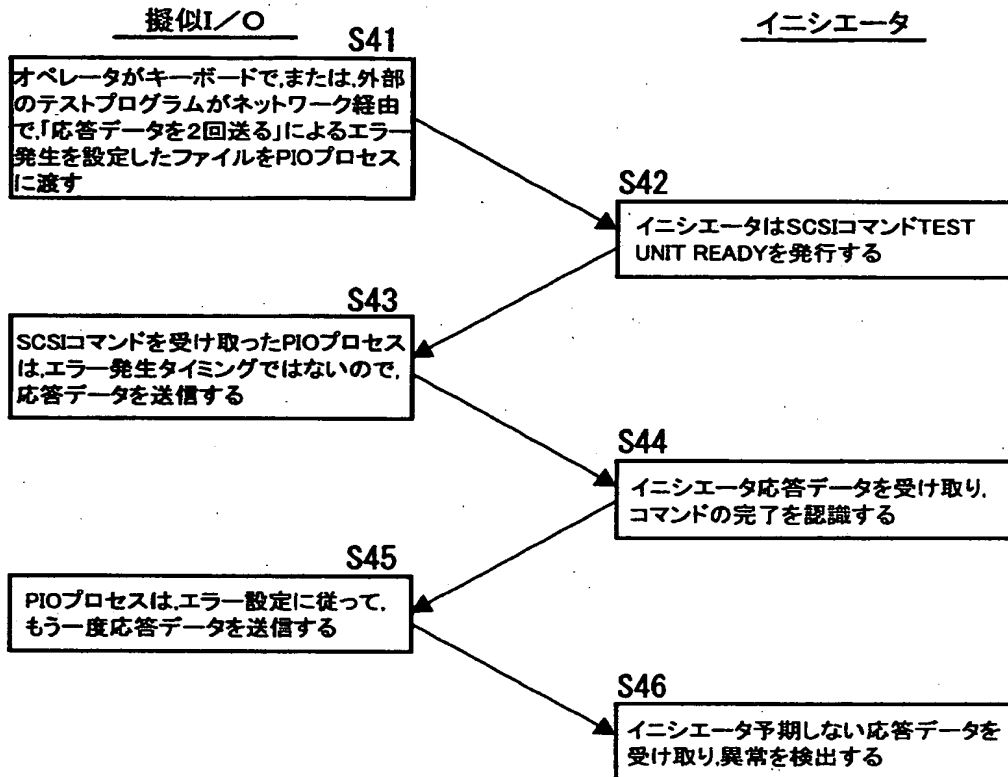 擬似I/O
イニシエータ
S41
オペレータがキーボードで,または,外部
のテストプログラムがネットワーク経由
で,「応答データを2回送る」によるエラー
発生を設定したファイルをPIOプロセス
に渡す
S42
イニシエータはSCSIコマンドTEST
UNIT READYを発行する
S43
SCSIコマンドを受け取ったPIOプロセス
は,エラー発生タイミングではないので,
応答データを送信する
S44
イニシエータ応答データを受け取り,
コマンドの完了を認識する
S45
PIOプロセスは,エラー設定に従って,
もう一度応答データを送信する
S46
イニシエータ予期しない応答データを
受け取り,異常を検出する